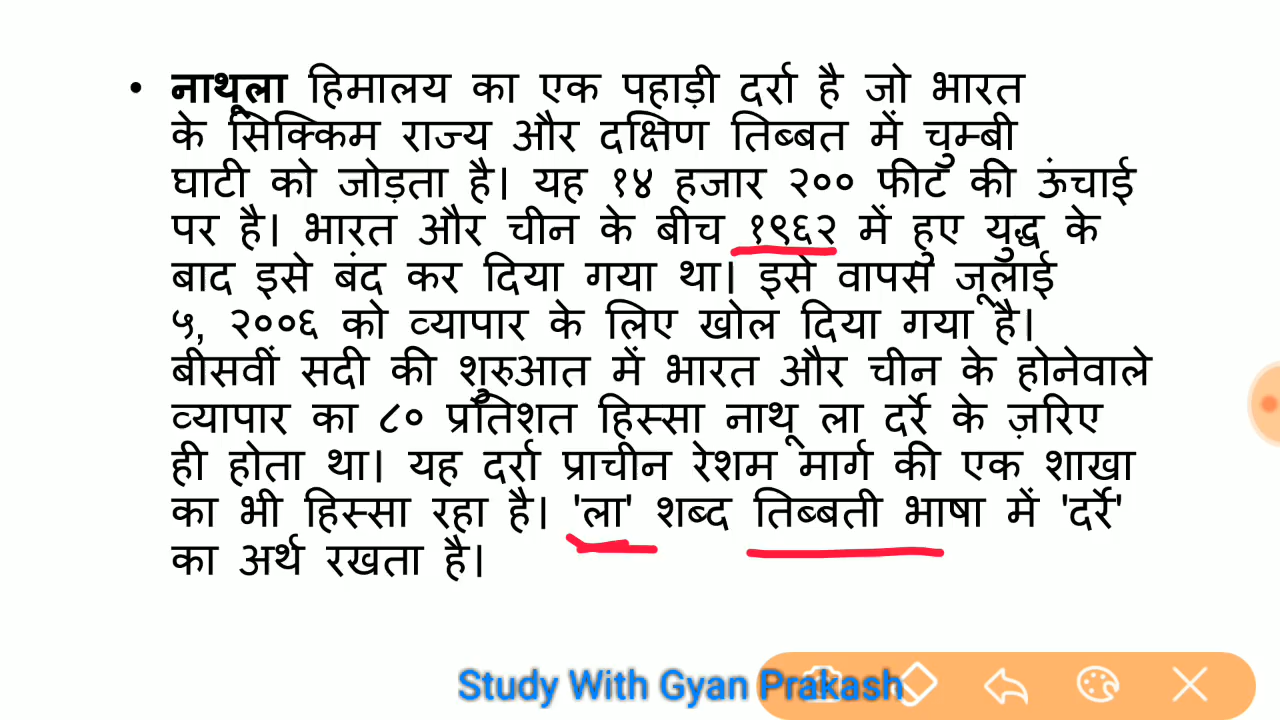 • नाथूला हिमालय का एक पहाड़ी दर्रा है जो भारत
के सिक्किम राज्य और दक्षिण तिब्बत में चुम्बी
घाटी को जोड़ता है। यह १४ हजार २०० फीट की ऊंचाई
पर है। भारत और चीन के बीच १९६२ में हुए युद्ध के
बाद इसे बंद कर दिया गया था। इसे वापस जूलाई
५, २००६ को व्यापार के लिए खोल दिया गया है।
बीसवीं सदी की शुरुआत में भारत और चीन के होनेवाले
व्यापार का ८० प्रतिशत हिस्सा नाथू ला दर्रे के ज़रिए
ही होता था। यह दर्रा प्राचीन रेशम मार्ग की एक शाखा
का भी हिस्सा रहा है। 'ला' शब्द तिब्बती भाषा में 'दर्रे'
का अर्थ रखता है।
Study With Gyan Prakash